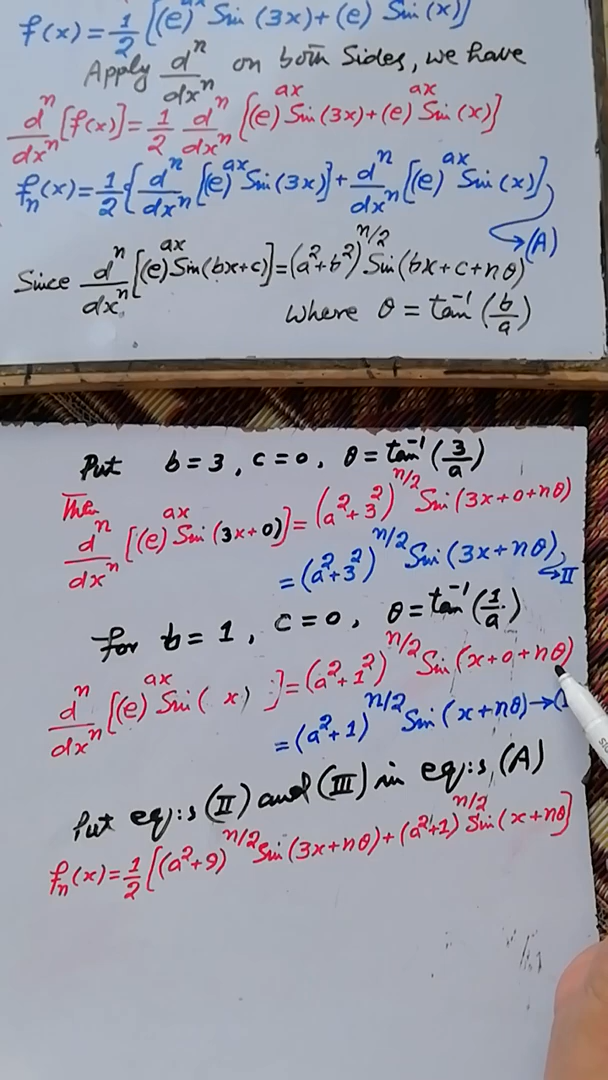 f(x)=1/2[(e)^ax Sin(3x)+(e) Sin(x)]
Apply d^n/dx^n on both Sides, we have
d^n/dx^n[f(x)]=1/2 d^n/dx^n[(e)^ax Sin(3x)+(e)^ax Sin(x)]
f_n(x)=1/2{d^n/dx^n[(e)^ax Sin(3x)]+d^n/dx^n[(e)^ax Sin(x)]
→(A)
Since d^n/dx^n[(e)^ax Sin(bx+c)]=(a^2+b^2)^n/2 Sin(bx+c+nθ)
where θ=tan^-1(b/a)
Put b=3, c=0, θ=tan^-1(3/a)
Then
d^n/dx^n[(e)^ax Sin(3x+0)]=(a^2+3^2)^n/2 Sin(3x+0+nθ)
=(a^2+3^2)^n/2 Sin(3x+nθ)→II
for b=1, c=0, θ=tan^-1(1/a)
d^n/dx^n[(e)^ax Sin( x) ]=(a^2+1^2)^n/2 Sin(x+0+nθ)
=(a^2+1)^n/2 Sin(x+nθ)→
Put eq:s (II) and (III) in eq:s, (A)
f_n(x)=1/2[(a^2+9)^n/2 Sin(3x+nθ)+(a^2+1)^n/2 Sin(x+nθ]